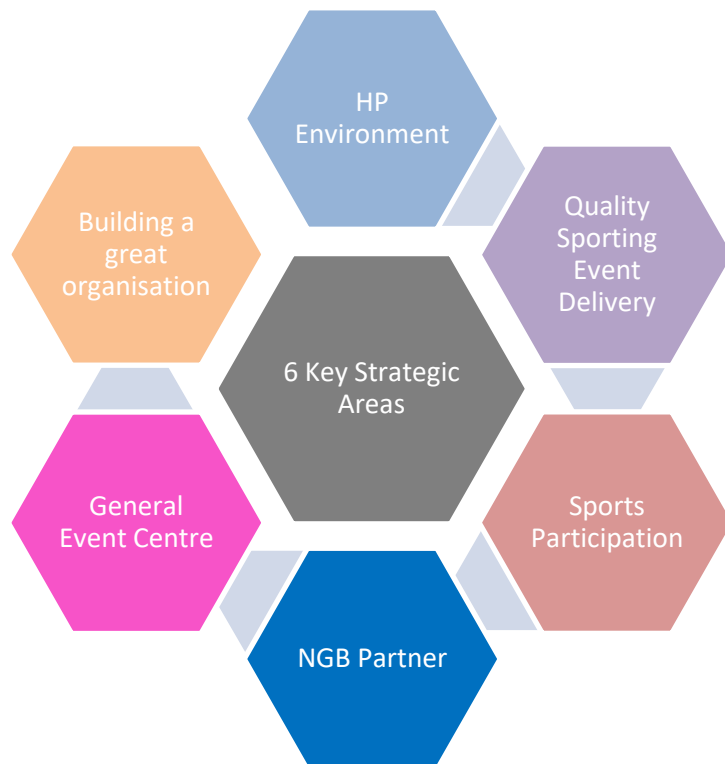 HP
Environment
Quality
Sporting
Event
Delivery
Sports
Participation
NGB Partner
General
Event Centre
Building a
great
organisation
6 Key Strategic
Areas